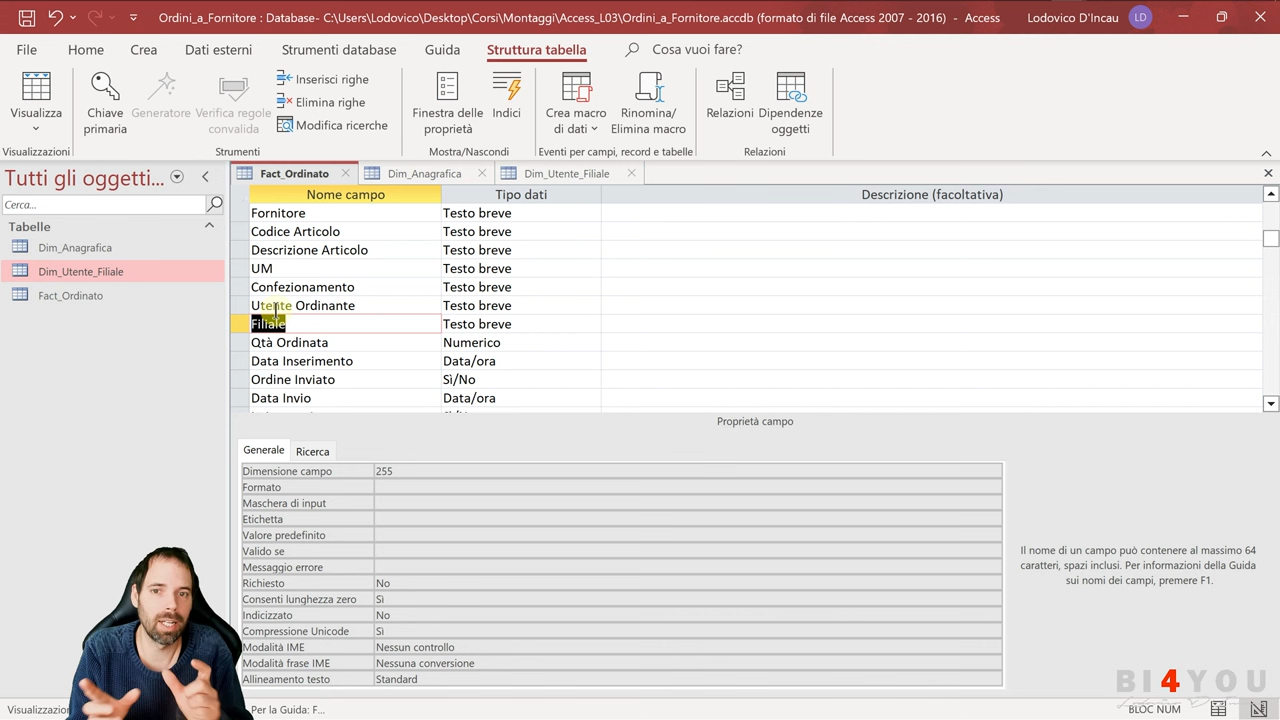 Ordini_a_Fornitore : Database- C:\Users\Lodovico\Desktop\Corsi\Montaggi\Access_L03\Ordini_a_Fornitore.accdb (formato di file Access 2007 - 2016) - Access
Lodovico D'Incau
LD
File
Home
Crea
Dati esterni
Strumenti database
Guida
Struttura tabella
Cosa vuoi fare?
Visualizza
Chiave primaria
Generatore
Verifica regole convalida
Inserisci righe
Elimina righe
Modifica ricerche
Finestra delle proprietà
Indici
Crea macro di dati
Rinomina/ Elimina macro
Relazioni
Dipendenze oggetti
Visualizzazioni
Strumenti
Mostra/Nascondi
Eventi per campi, record e tabelle
Relazioni
Tutti gli oggetti...
Cerca...
Tabelle
Dim_Anagrafica
Dim_Utente_Filiale
Fact_Ordinato
Fact_Ordinato
Dim_Anagrafica
Dim_Utente_Filiale
Nome campo Tipo dati Descrizione (facoltativa)
Fornitore Testo breve
Codice Articolo Testo breve
Descrizione Articolo Testo breve
UM Testo breve
Confezionamento Testo breve
Utente Ordinante Testo breve
Filiale Testo breve
Qtà Ordinata Numerico
Data Inserimento Data/ora
Ordine Inviato Sì/No
Data Invio Data/ora
Proprietà campo
Generale
Ricerca
Dimensione campo 255
Formato
Maschera di input
Etichetta
Valore predefinito
Valido se
Messaggio errore
Richiesto No
Consenti lunghezza zero Sì
Indicizzato No
Compressione Unicode Sì
Modalità IME Nessun controllo
Modalità frase IME Nessuna conversione
Allineamento testo Standard
Il nome di un campo può contenere al massimo 64
caratteri, spazi inclusi. Per informazioni della Guida
sui nomi dei campi, premere F1.
BI4YOU
Per la Guida: F...
BLOC NUM